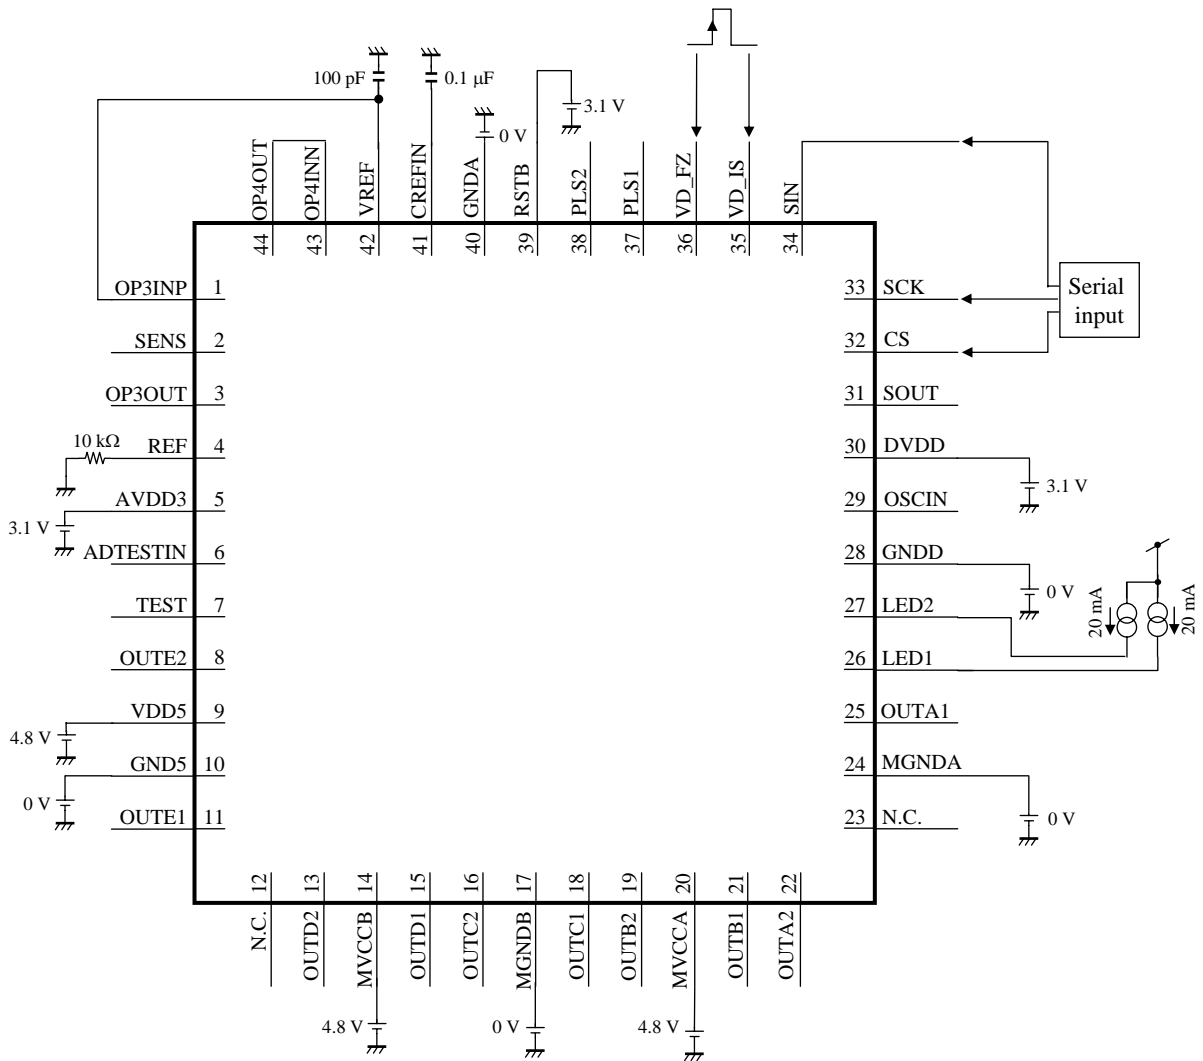 100 pF
0.1 μF
0 V
3.1 V
OP4OUT
OP4INN
VREF
CREFIN
GNDA
RSTB
PLS2
PLS1
VD_FZ
VD_IS
SIN
44
43
42
41
40
39
38
37
36
35
34
OP3INP 1
SENS 2
OP3OUT 3
10 kΩ REF 4
AVDD3 5
3.1 V
ADTESTIN 6
TEST 7
OUTE2 8
VDD5 9
4.8 V
GND5 10
0 V
OUTE1 11
33 SCK
Serial
input
32 CS
31 SOUT
30 DVDD
3.1 V
29 OSCIN
28 GNDD
0 V
27 LED2
20 mA
20 mA
26 LED1
25 OUTA1
24 MGNDA
0 V
23 N.C.
12
13
14
15
16
17
18
19
20
21
22
N.C.
OUTD2
MVCCB
OUTD1
OUTC2
MGNDB
OUTC1
OUTB2
MVCCA
OUTB1
OUTA2
4.8 V
0 V
4.8 V